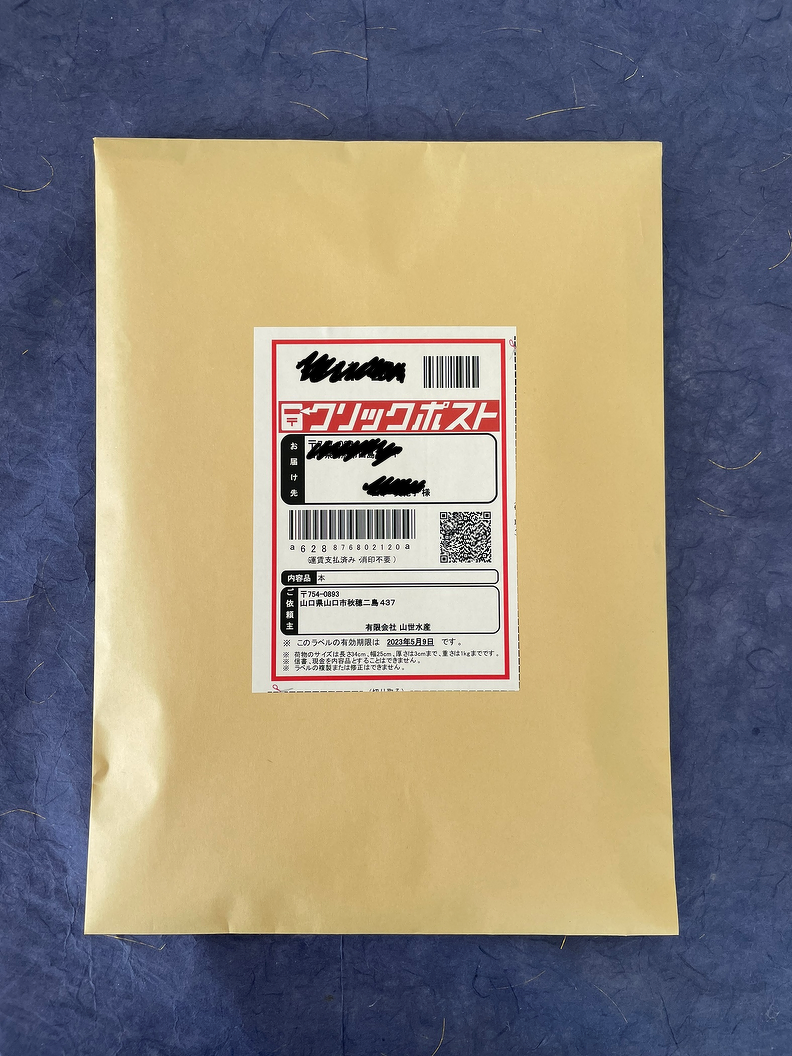 クリックポスト
お届け先
様
a628876802120a
(運賃支払済み・消印不要)
内容品 本
ご依頼主
〒754-0893
山口県山口市秋穂二島437
有限会社 山世水産
※ このラベルの有効期限は 2023年5月9日 です。
※ 荷物のサイズは長さ34cm、幅25cm、厚さは3cmまで、重さは1kgまでです。
※ 信書、現金を内容品とすることはできません。
※ ラベルの複製または修正はできません。